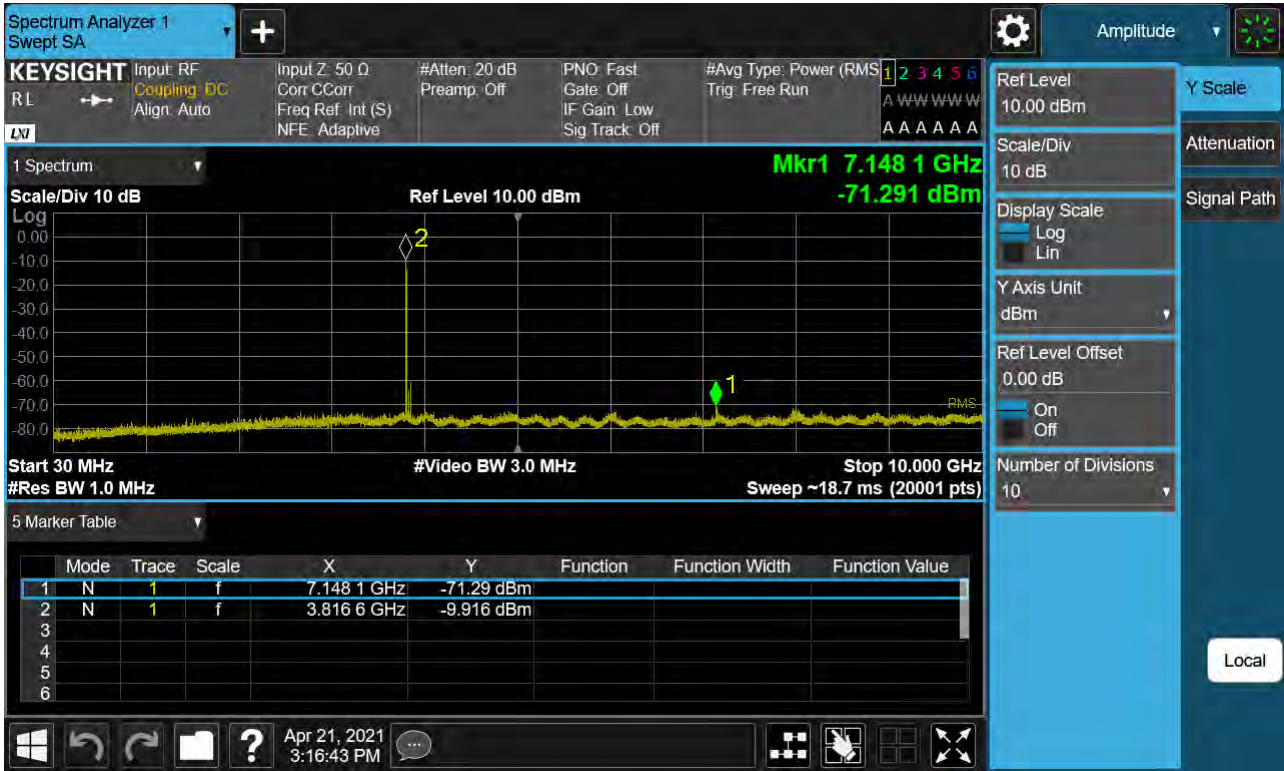 Spectrum Analyzer 1
Swept SA
+
Amplitude
KEYSIGHT
RL
LXI
Input: RF
Coupling: DC
Align: Auto
Input Z: 50 Ω
Corr CCorr
Freq Ref: Int (S)
NFE: Adaptive
#Atten: 20 dB
Preamp: Off
PNO: Fast
Gate: Off
IF Gain: Low
Sig Track: Off
#Avg Type: Power (RMS
Trig: Free Run
1 2 3 4 5 6
A W W W W W
A A A A A A
1 Spectrum
Mkr1 7.148 1 GHz
Scale/Div 10 dB
Ref Level 10.00 dBm
-71.291 dBm
Log
0.00
-10.0
-20.0
-30.0
-40.0
-50.0
-60.0
-70.0
-80.0
2
1
RMS
Start 30 MHz
#Video BW 3.0 MHz
Stop 10.000 GHz
#Res BW 1.0 MHz
Sweep ~18.7 ms (20001 pts)
5 Marker Table
Mode Trace Scale X Y Function Function Width Function Value
1 N 1 f 7.148 1 GHz -71.29 dBm
2 N 1 f 3.816 6 GHz -9.916 dBm
3
4
5
6
Ref Level
10.00 dBm
Scale/Div
10 dB
Display Scale
Log
Lin
Y Axis Unit
dBm
Ref Level Offset
0.00 dB
On
Off
Number of Divisions
10
Y Scale
Attenuation
Signal Path
Local
?
Apr 21, 2021
3:16:43 PM